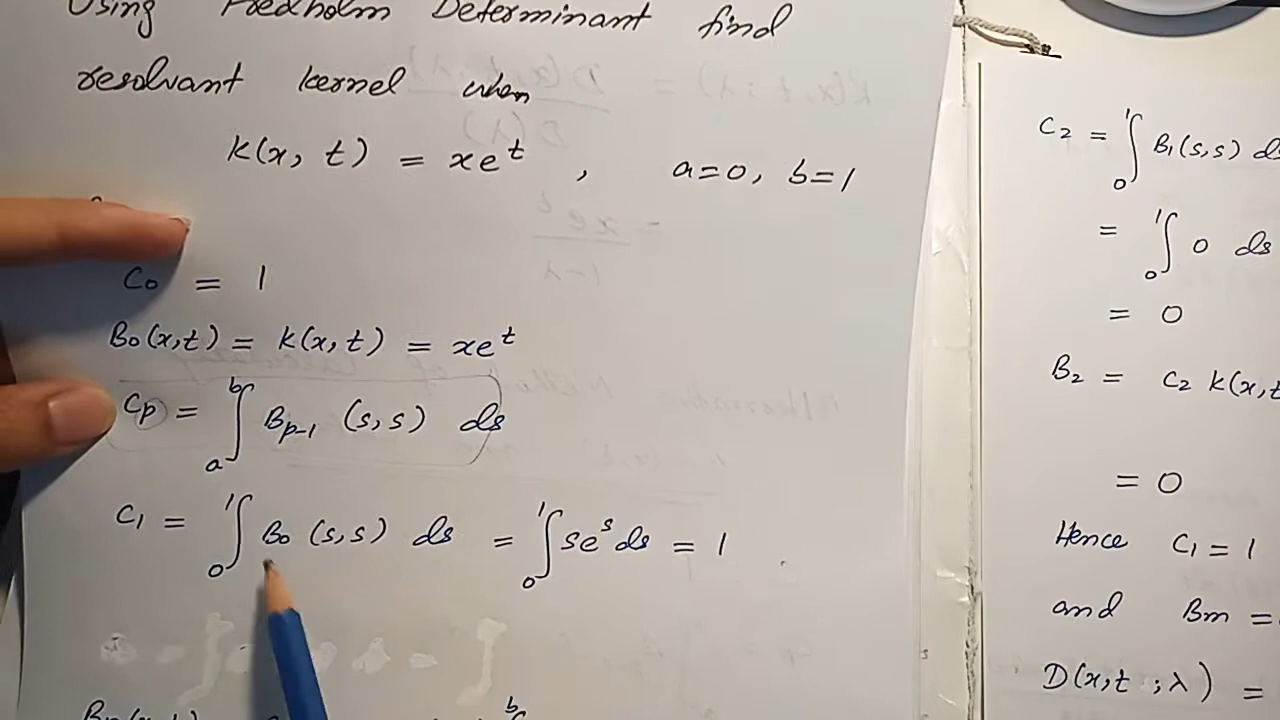 Using Fredholm Determinant find
resolvant kernel when
K(x, t) = xe^t , a=0, b=1
C₀ = 1
B₀(x,t) = K(x,t) = xe^t
Cp = ∫_a^b B_{p-1} (s,s) ds
C₁ = ∫_0^1 B₀ (s,s) ds = ∫_0^1 se^s ds = 1
C₂ = ∫_0^1 B₁(s,s) ds
= ∫_0^1 0 ds
= 0
B₂ = C₂ K(x,t
= 0
Hence C₁ = 1
and Bm =
D(x,t ; λ) =